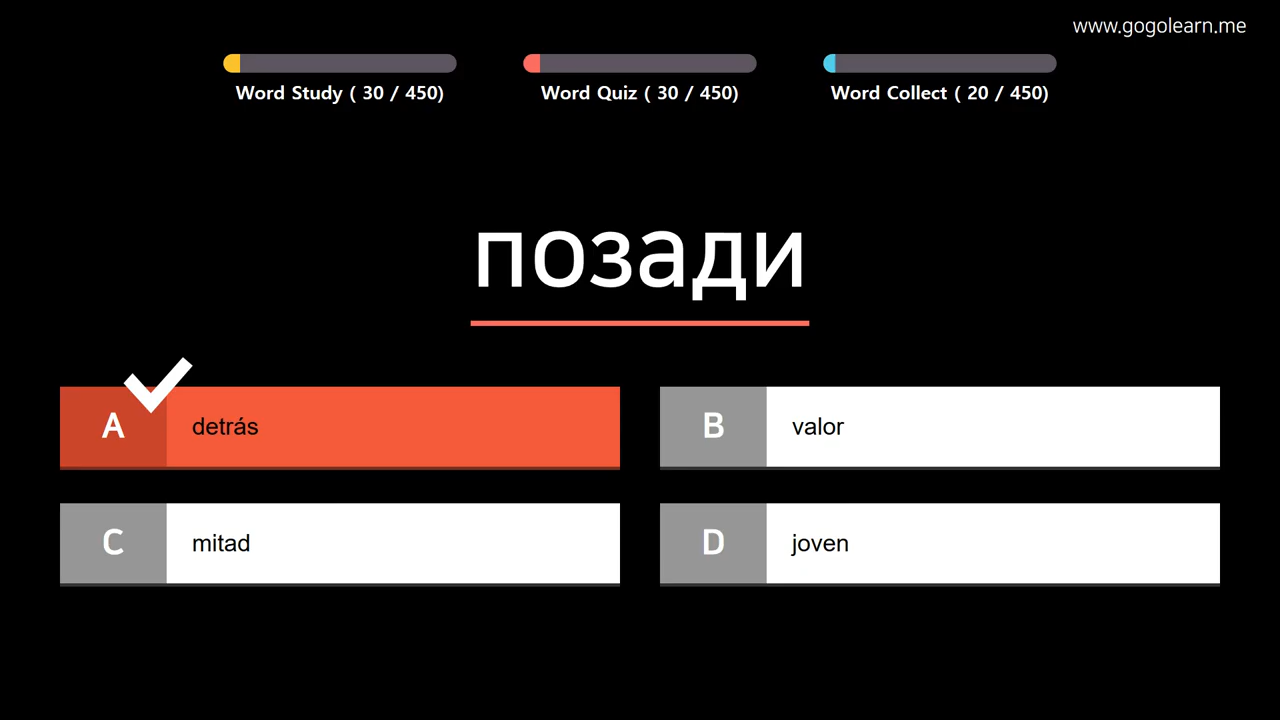 www.gogolearn.me
Word Study ( 30 / 450)
Word Quiz ( 30 / 450)
Word Collect ( 20 / 450)
позади
A detrás
B valor
C mitad
D joven